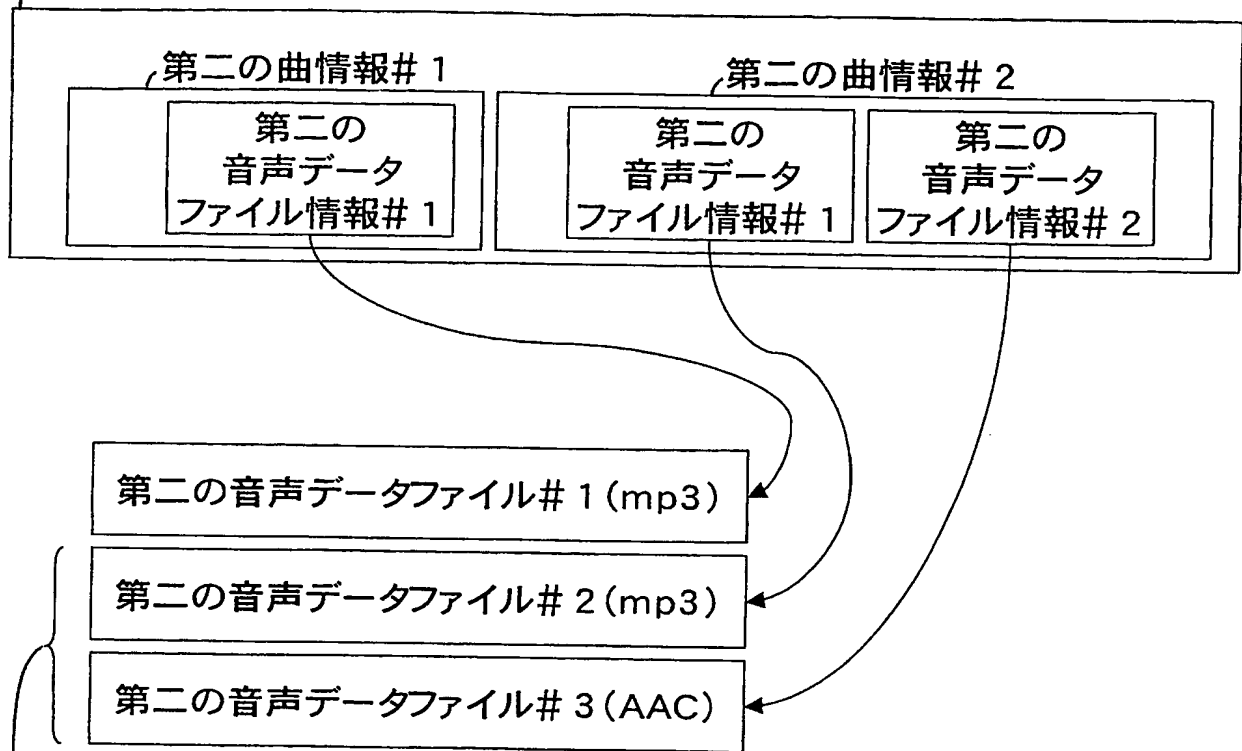 第二の曲情報＃1
第二の曲情報＃2
第二の
音声データ
ファイル情報＃1
第二の
音声データ
ファイル情報＃1
第二の
音声データ
ファイル情報＃2
第二の音声データファイル＃1(mp3)
第二の音声データファイル＃2(mp3)
第二の音声データファイル＃3(AAC)